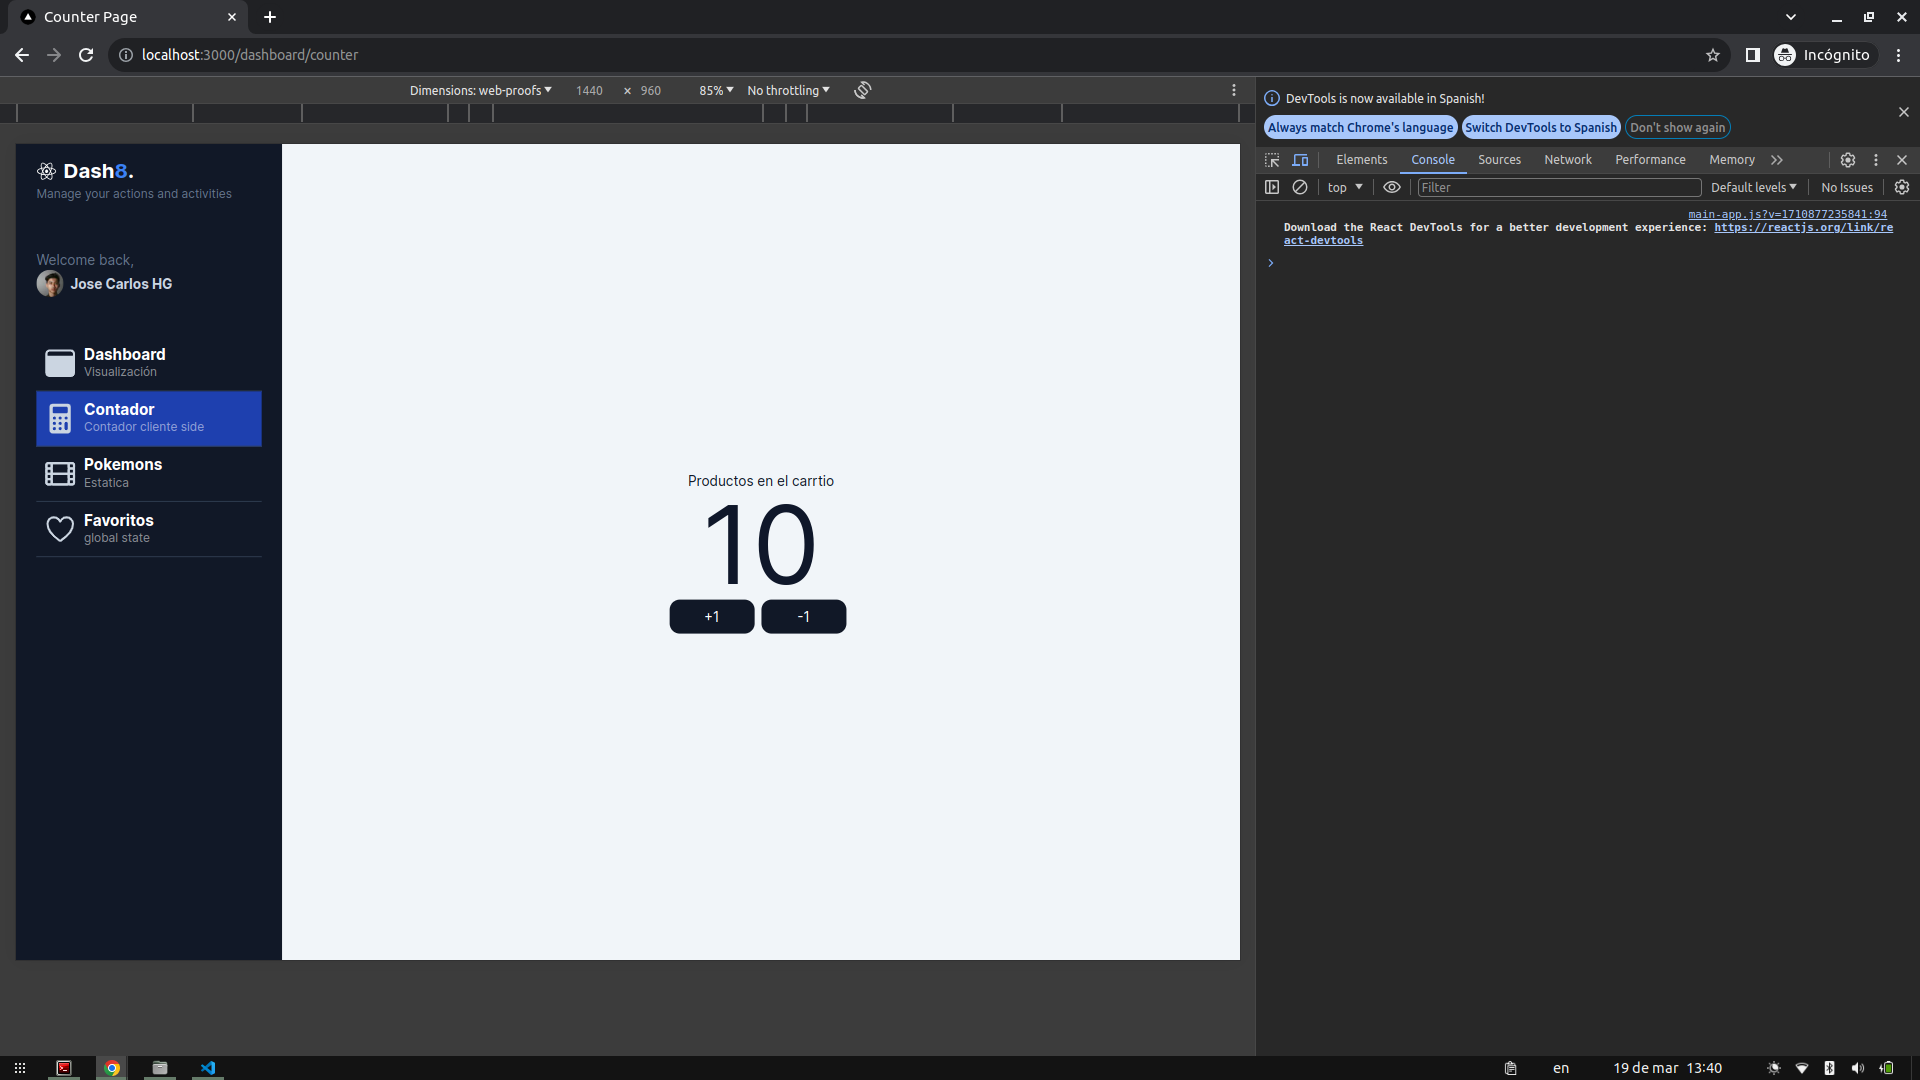 Counter Page
localhost:3000/dashboard/counter
Incógnito
Dimensions: web-proofs 1440 × 960 85% No throttling
DevTools is now available in Spanish!
Always match Chrome's language Switch DevTools to Spanish Don't show again
Elements Console Sources Network Performance Memory
top Filter Default levels No Issues
main-app.js?v=1710877235841:94
Download the React DevTools for a better development experience: https://reactjs.org/link/re
act-devtools
Dash8.
Manage your actions and activities
Welcome back,
Jose Carlos HG
Dashboard
Visualización
Contador
Contador cliente side
Pokemons
Estatica
Favoritos
global state
Productos en el carrtio
10
+1 -1
en 19 de mar 13:40